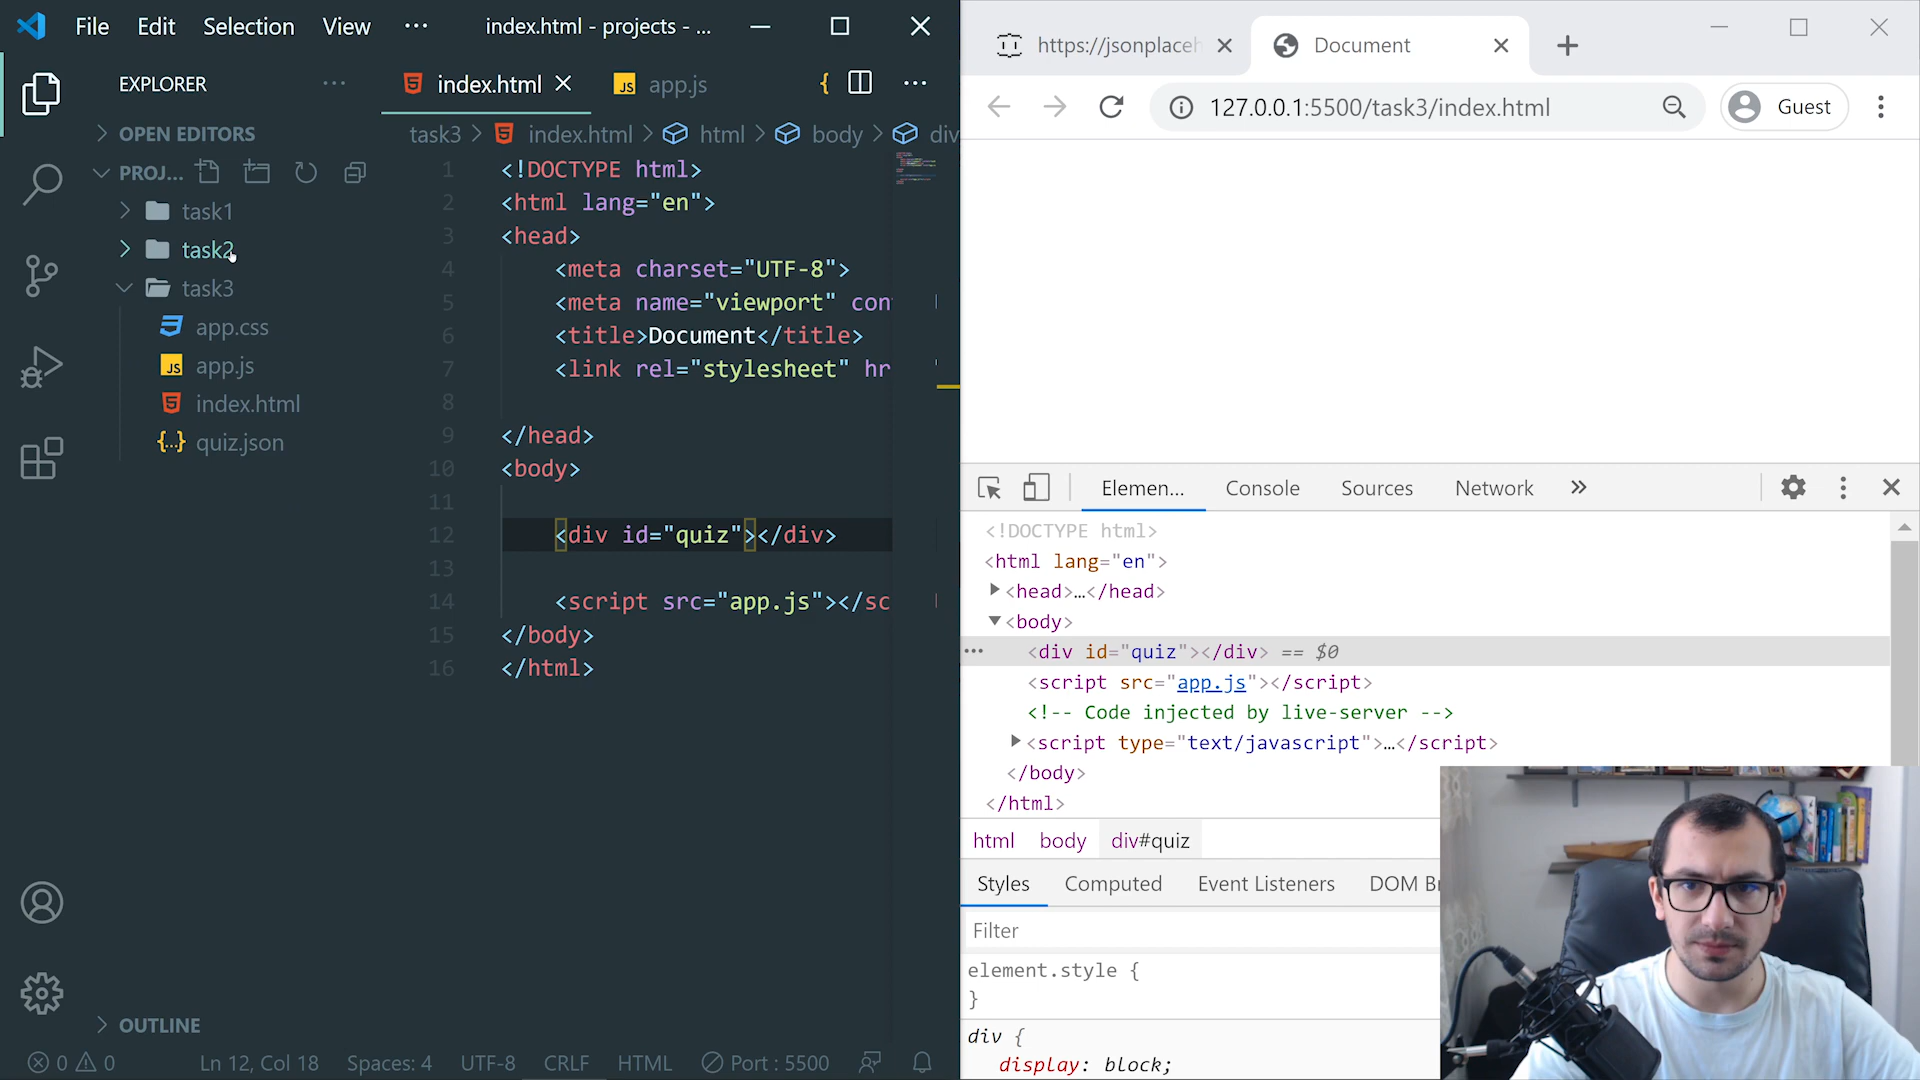 File Edit Selection View ··· index.html - projects - ...
EXPLORER ···
index.html
JS app.js
{ ···
OPEN EDITORS
PROJ...
task1
task2
task3
app.css
JS app.js
index.html
{..} quiz.json
OUTLINE
task3 > index.html > html > body > div
1 <!DOCTYPE html>
2 <html lang="en">
3 <head>
4 <meta charset="UTF-8">
5 <meta name="viewport" con
6 <title>Document</title>
7 <link rel="stylesheet" hr
8
9 </head>
10 <body>
11
12 <div id="quiz"></div>
13
14 <script src="app.js"></sc
15 </body>
16 </html>
0 0 Ln 12, Col 18 Spaces: 4 UTF-8 CRLF HTML Port : 5500
https://jsonplaceh
Document
127.0.0.1:5500/task3/index.html
Guest
Elemen... Console Sources Network »
<!DOCTYPE html>
<html lang="en">
<head>…</head>
<body>
··· <div id="quiz"></div> == $0
<script src="app.js"></script>
<!-- Code injected by live-server -->
<script type="text/javascript">…</script>
</body>
</html>
html body div#quiz
Styles Computed Event Listeners DOM Br
Filter
element.style {
}
div {
display: block;